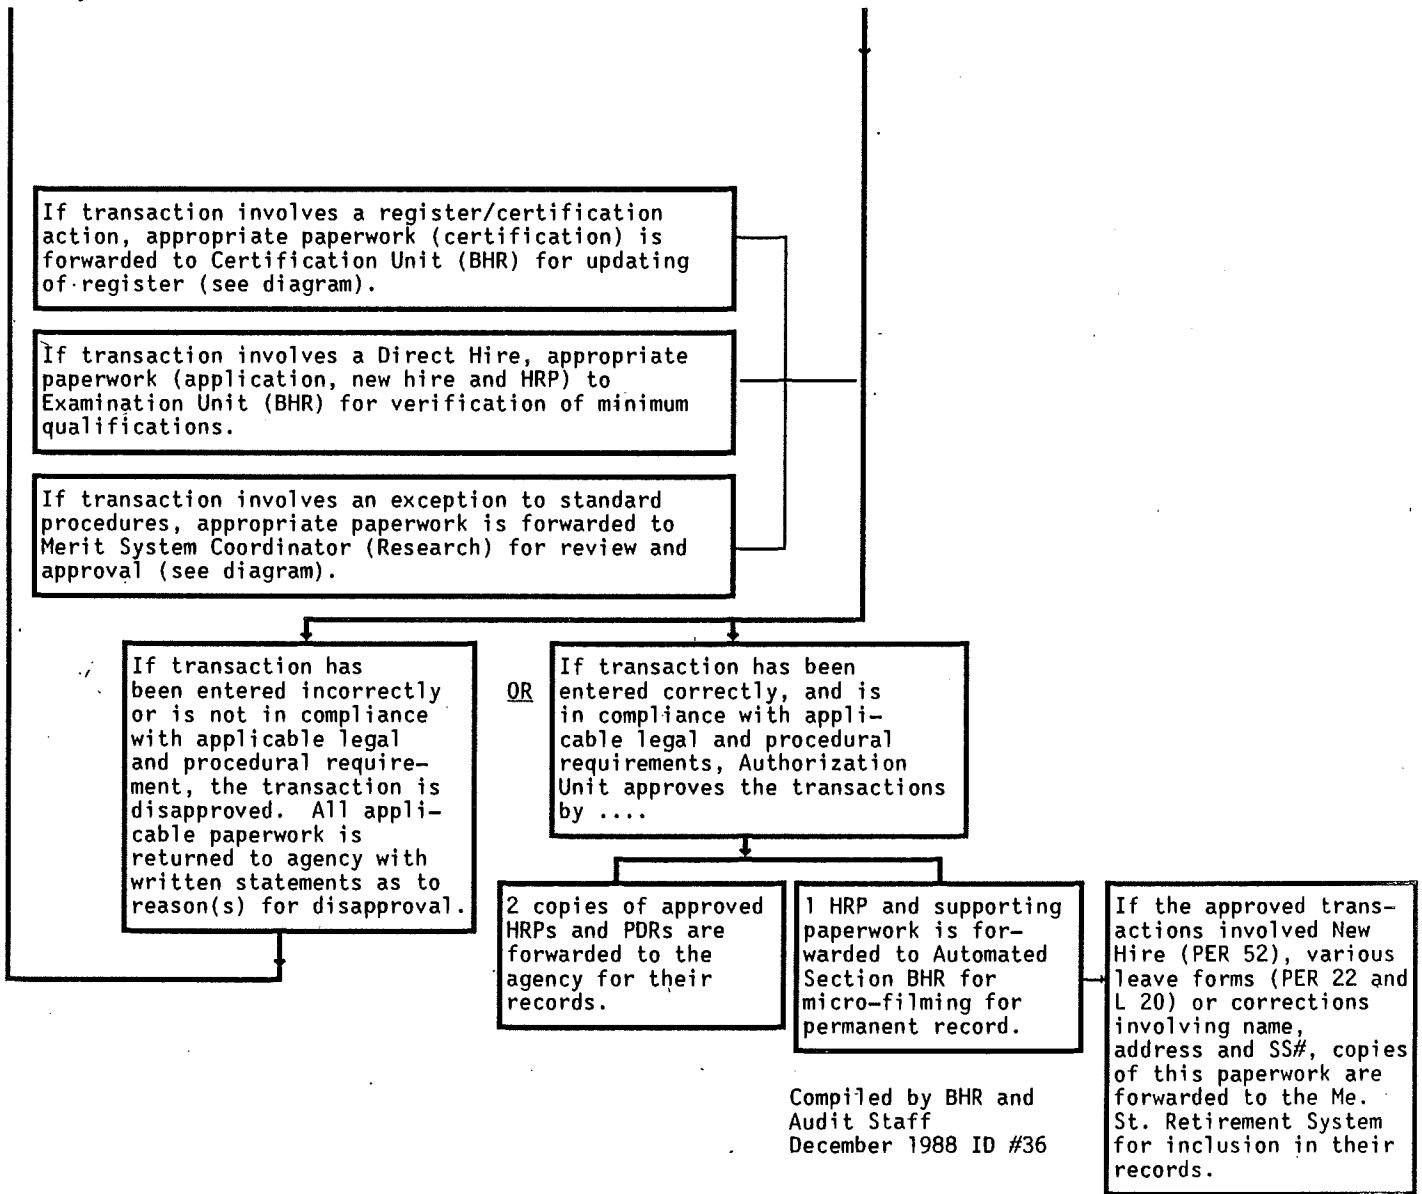 If transaction involves a register/certification
action, appropriate paperwork (certification) is
forwarded to Certification Unit (BHR) for updating
of register (see diagram).
If transaction involves a Direct Hire, appropriate
paperwork (application, new hire and HRP) to
Examination Unit (BHR) for verification of minimum
qualifications.
If transaction involves an exception to standard
procedures, appropriate paperwork is forwarded to
Merit System Coordinator (Research) for review and
approval (see diagram).
If transaction has
been entered incorrectly
or is not in compliance
with applicable legal
and procedural require-
ment, the transaction is
disapproved.  All appli-
cable paperwork is
returned to agency with
written statements as to
reason(s) for disapproval.
OR
If transaction has been
entered correctly, and is
in compliance with appli-
cable legal and procedural
requirements, Authorization
Unit approves the transactions
by ....
2 copies of approved
HRPs and PDRs are
forwarded to the
agency for their
records.
1 HRP and supporting
paperwork is for-
warded to Automated
Section BHR for
micro-filming for
permanent record.
If the approved trans-
actions involved New
Hire (PER 52), various
leave forms (PER 22 and
L 20) or corrections
involving name,
address and SS#, copies
of this paperwork are
forwarded to the Me.
St. Retirement System
for inclusion in their
records.
Compiled by BHR and
Audit Staff
December 1988 ID #36